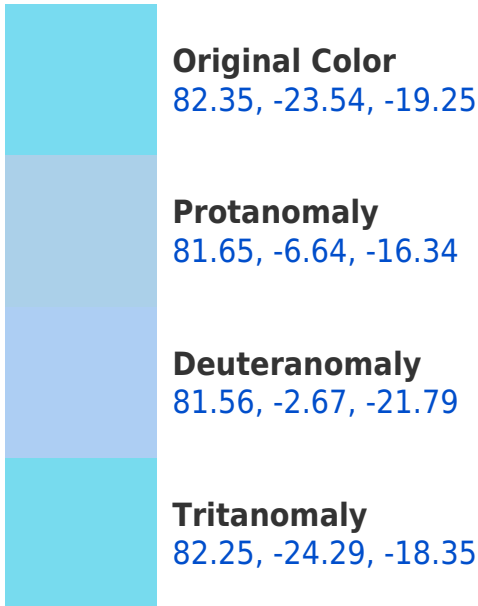 Original Color
82.35, -23.54, -19.25
Protanomaly
81.65, -6.64, -16.34
Deuteranomaly
81.56, -2.67, -21.79
Tritanomaly
82.25, -24.29, -18.35